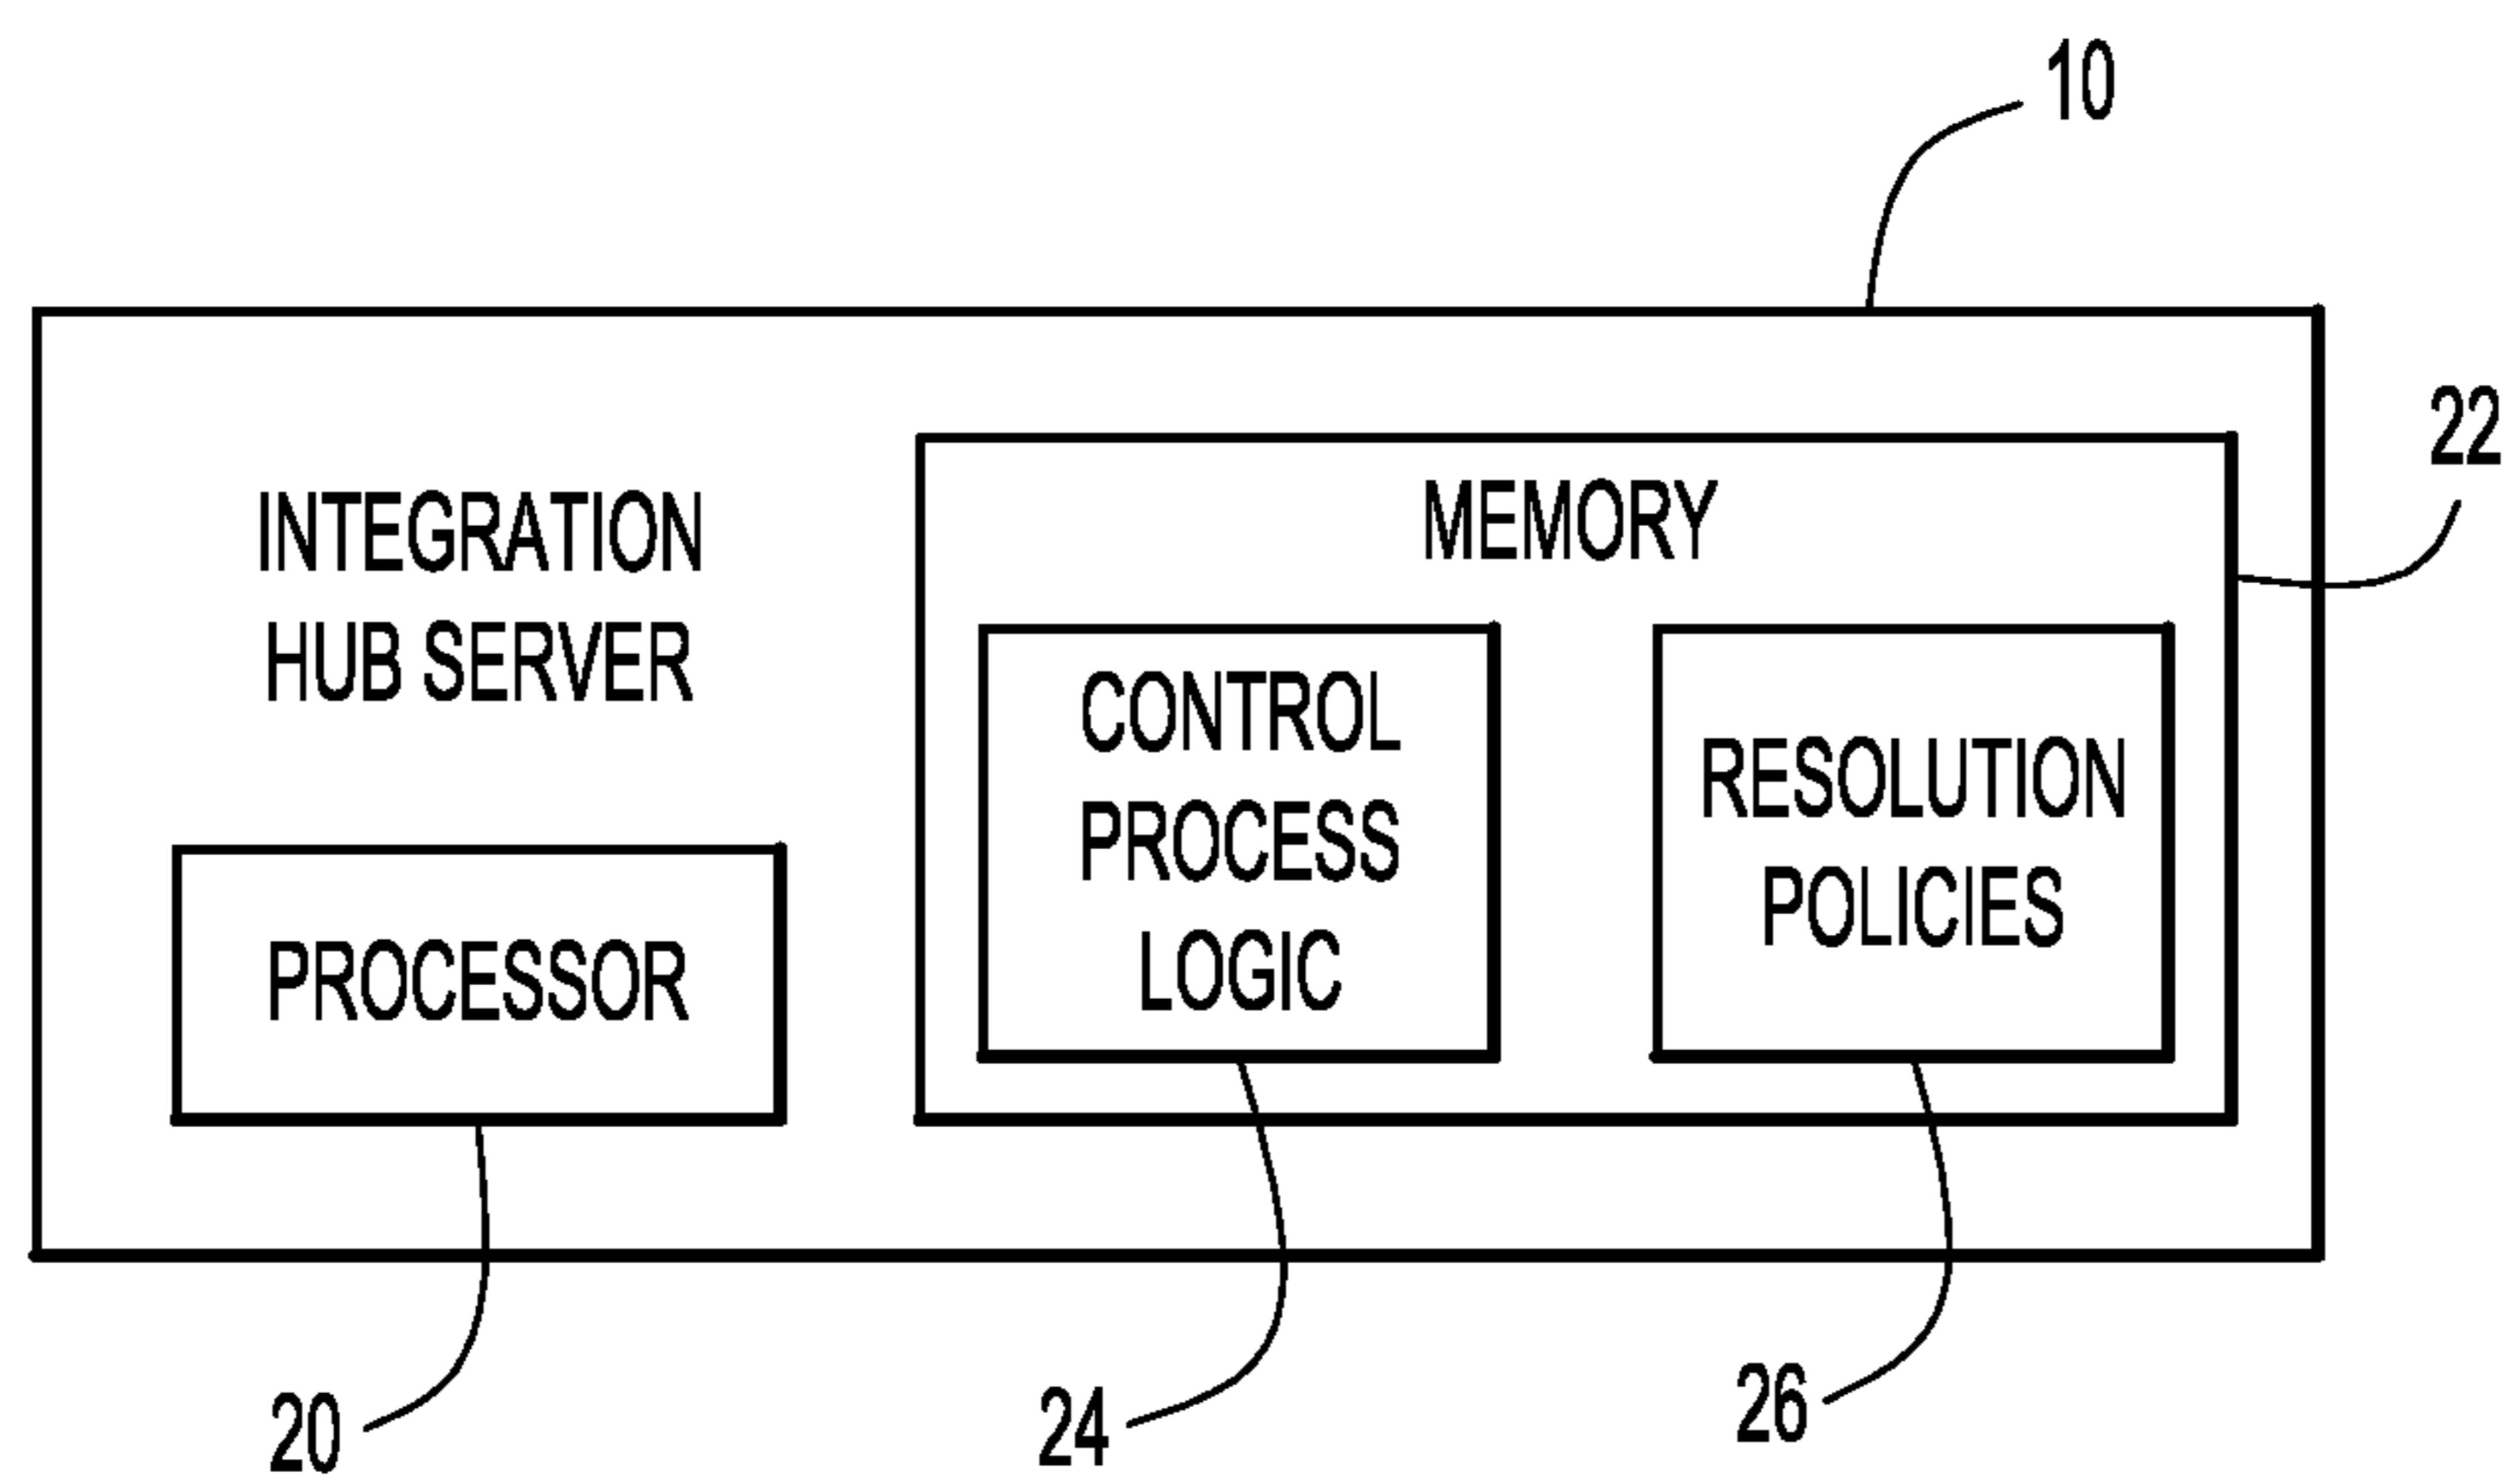 10
22
INTEGRATION
HUB SERVER
MEMORY
CONTROL
PROCESS
LOGIC
RESOLUTION
POLICIES
PROCESSOR
20
24
26